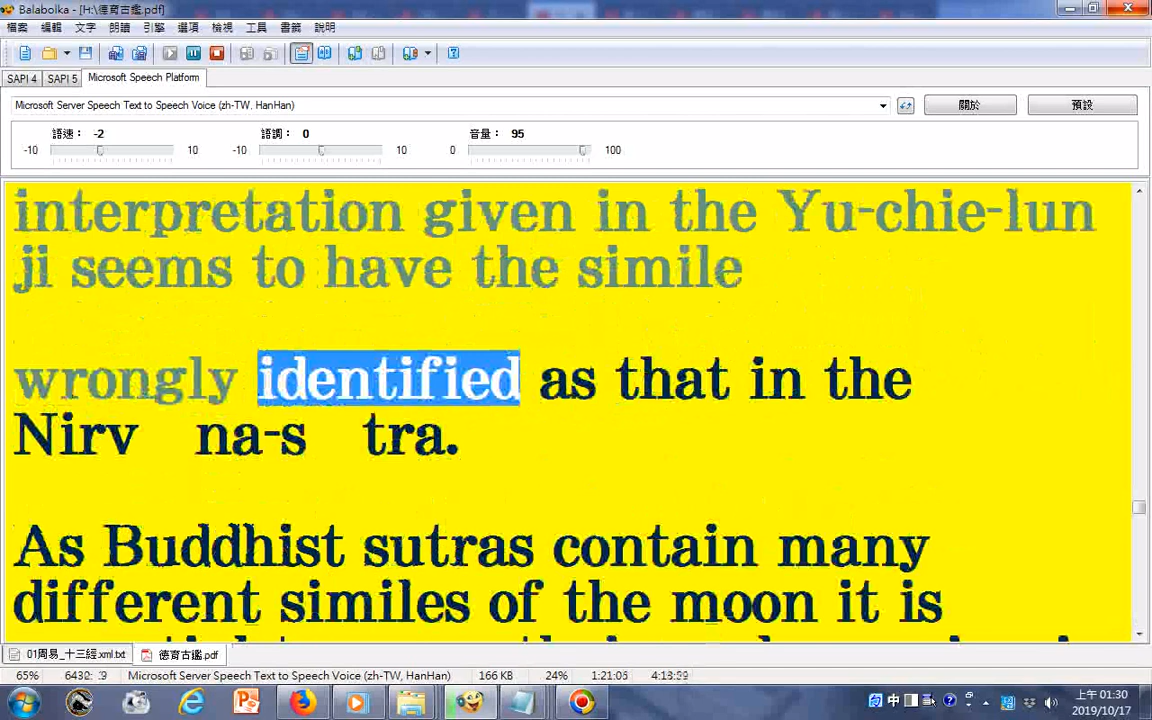 Balabolka - [H:\德育古鑑.pdf]
檔案 編輯 文字 朗讀 引擎 選項 檢視 工具 書籤 說明
SAPI 4 SAPI 5 Microsoft Speech Platform
Microsoft Server Speech Text to Speech Voice (zh-TW, HanHan) 關於 預設
語速： -2 語調： 0 音量： 95
-10 10 -10 10 0 100
interpretation given in the Yu-chie-lun
ji seems to have the simile
wrongly identified as that in the
Nirv na-s tra.
As Buddhist sutras contain many
different similes of the moon it is
01周易_十三經.xml.txt 德育古鑑.pdf
65% Microsoft Server Speech Text to Speech Voice (zh-TW, HanHan) 166 KB 24% 1:21:06
中 上午 01:30
2019/10/17